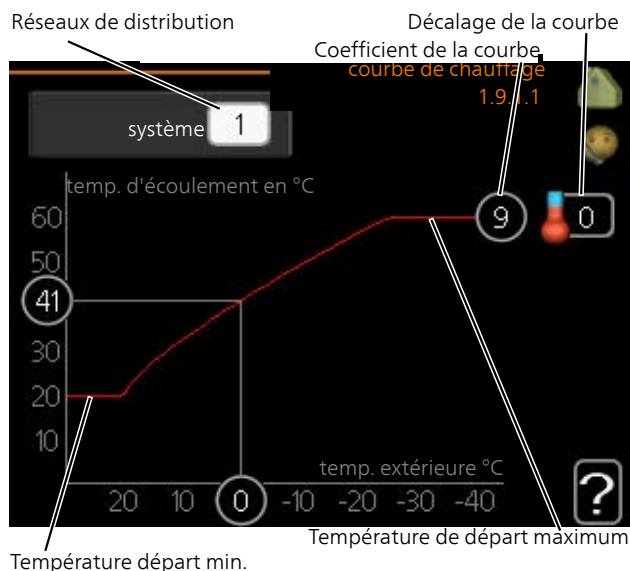 Réseaux de distribution
Décalage de la courbe
Coefficient de la courbe
courbe de chauffage
1.9.1.1
système 1
temp. d'écoulement en °C
60
9
0
50
41
30
20
10
temp. extérieure °C
20 10 0 -10 -20 -30 -40
?
Température de départ maximum
Température départ min.